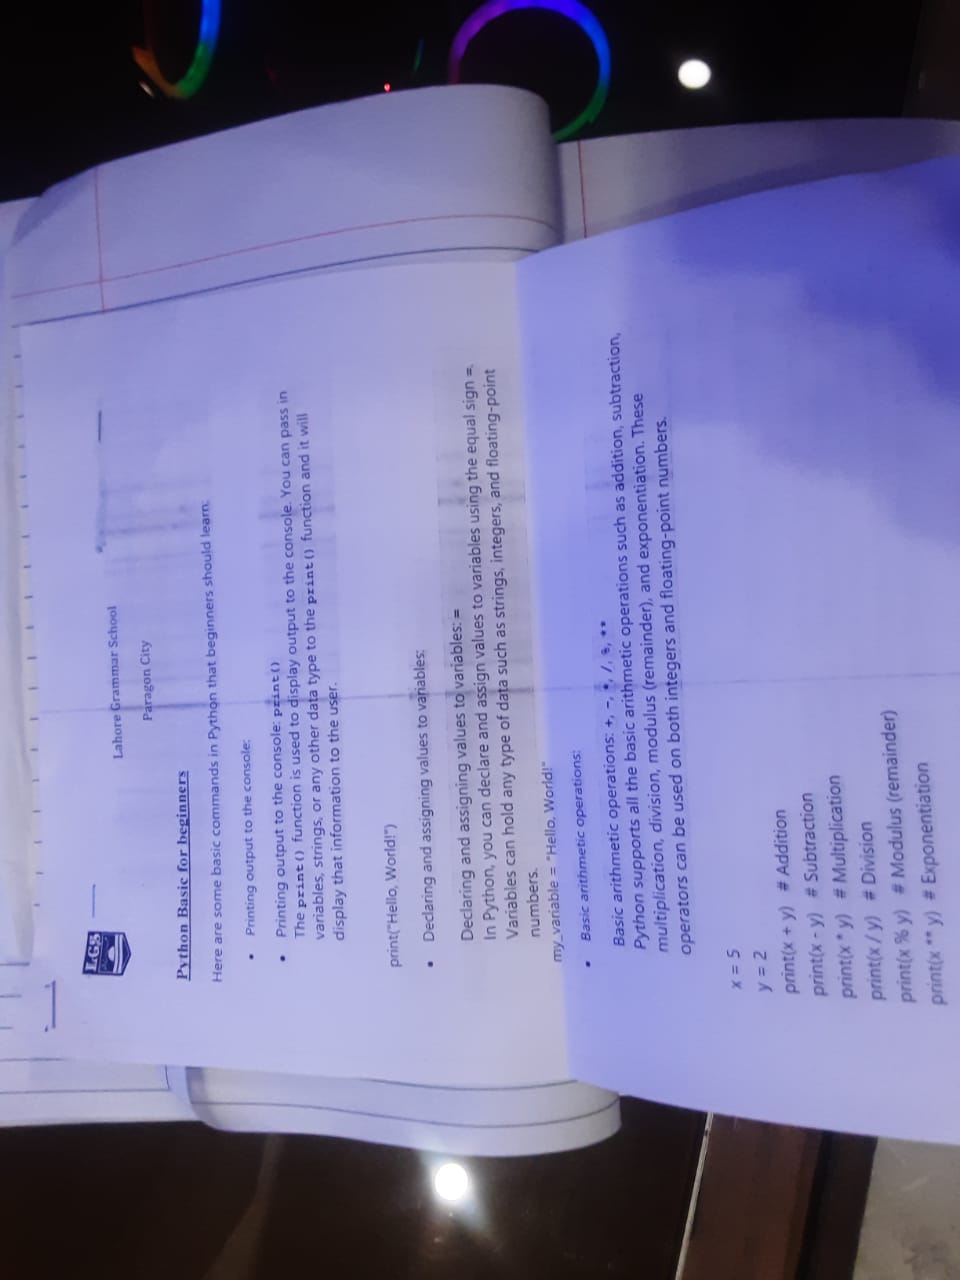 LGS
Lahore Grammar School
Paragon City
Python Basic for beginners
Here are some basic commands in Python that beginners should learn:
• Printing output to the console:
• Printing output to the console: print()
The print() function is used to display output to the console. You can pass in
variables, strings, or any other data type to the print() function and it will
display that information to the user.
print("Hello, World!")
• Declaring and assigning values to variables:
Declaring and assigning values to variables: =
In Python, you can declare and assign values to variables using the equal sign =.
Variables can hold any type of data such as strings, integers, and floating-point
numbers.
my_variable = "Hello, World!"
• Basic arithmetic operations:
Basic arithmetic operations: +, -, *, /, %, **
Python supports all the basic arithmetic operations such as addition, subtraction,
multiplication, division, modulus (remainder), and exponentiation. These
operators can be used on both integers and floating-point numbers.
x = 5
y = 2
print(x + y) # Addition
print(x - y) # Subtraction
print(x * y) # Multiplication
print(x / y) # Division
print(x % y) # Modulus (remainder)
print(x ** y) # Exponentiation